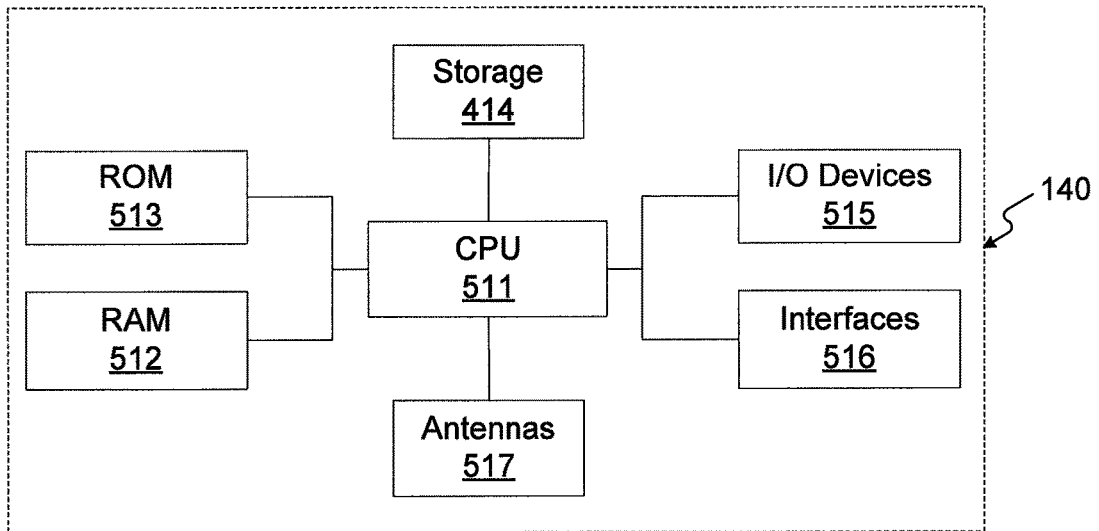 Storage
414
ROM
513
I/O Devices
515
140
CPU
511
RAM
512
Interfaces
516
Antennas
517